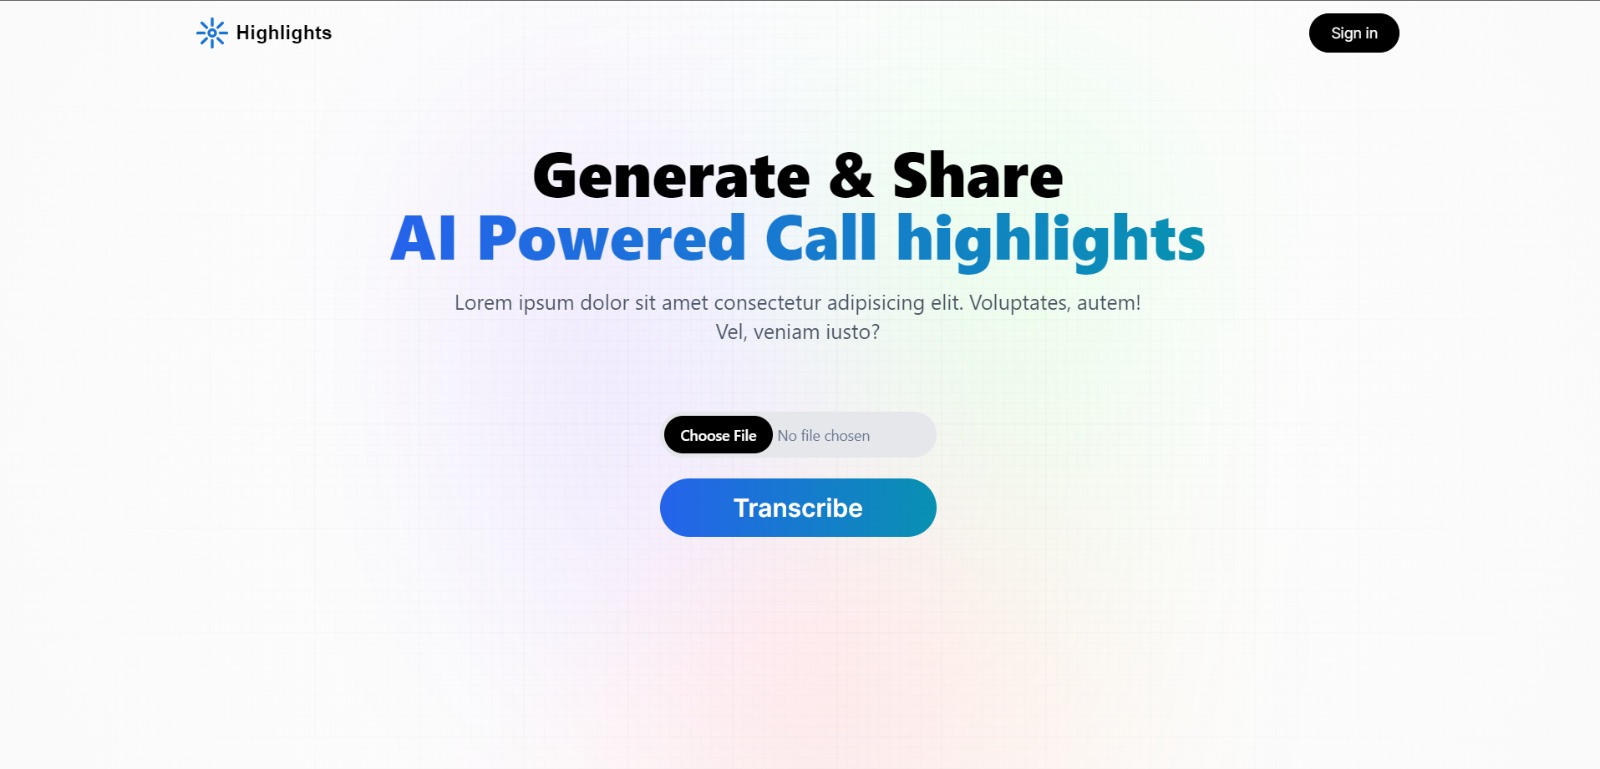 Highlights
Sign in
Generate & Share
AI Powered Call highlights
Lorem ipsum dolor sit amet consectetur adipisicing elit. Voluptates, autem!
Vel, veniam iusto?
Choose File No file chosen
Transcribe